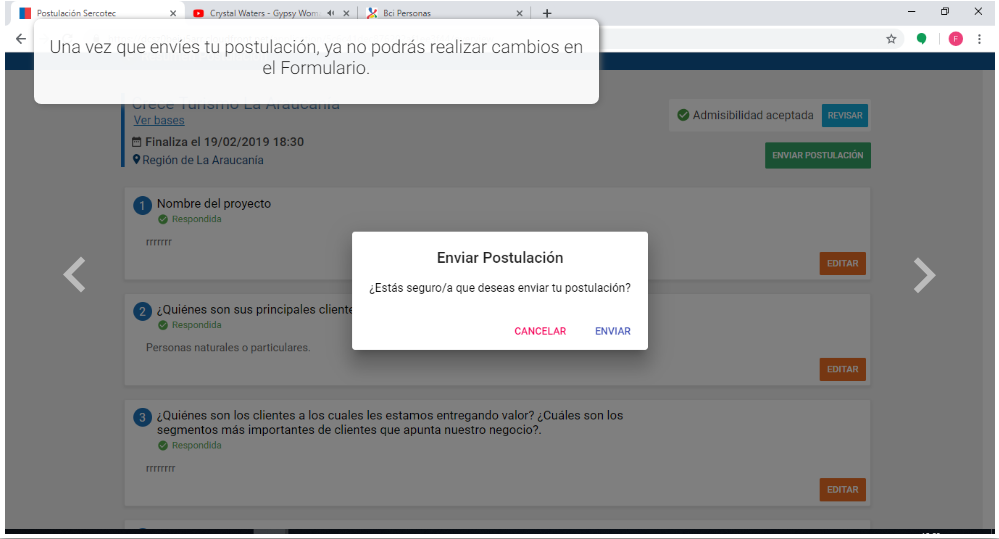 Postulación Sercotec
Crystal Waters - Gypsy Wom
Bci Personas
Una vez que envíes tu postulación, ya no podrás realizar cambios en
el Formulario.
Crece Turismo La Araucanía
Ver bases
Finaliza el 19/02/2019 18:30
Región de La Araucanía
Admisibilidad aceptada
REVISAR
ENVIAR POSTULACIÓN
1 Nombre del proyecto
Respondida
rrrrrrr
EDITAR
Enviar Postulación
¿Estás seguro/a que deseas enviar tu postulación?
CANCELAR ENVIAR
2 ¿Quiénes son sus principales cliente
Respondida
Personas naturales o particulares.
EDITAR
3 ¿Quiénes son los clientes a los cuales les estamos entregando valor? ¿Cuáles son los
segmentos más importantes de clientes que apunta nuestro negocio?.
Respondida
rrrrrrrr
EDITAR